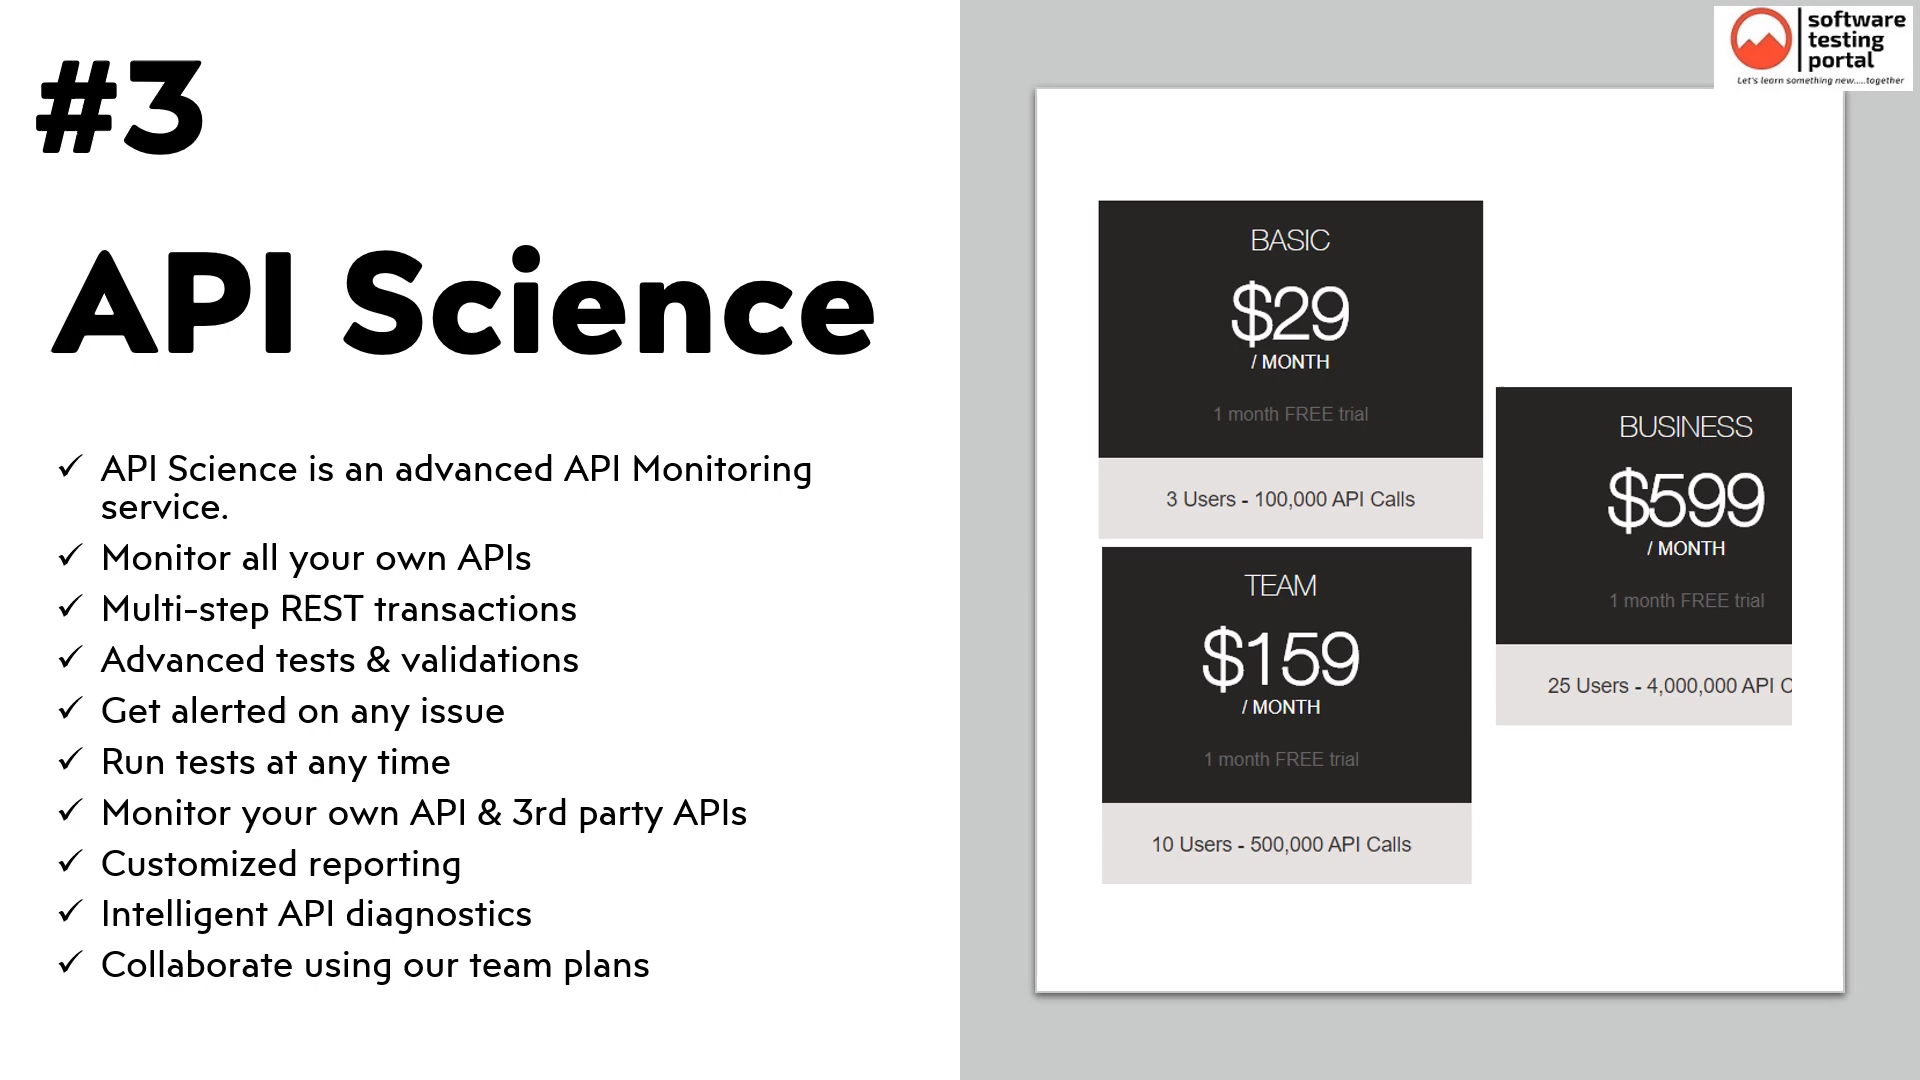 #3
API Science
✓ API Science is an advanced API Monitoring
service.
✓ Monitor all your own APIs
✓ Multi-step REST transactions
✓ Advanced tests & validations
✓ Get alerted on any issue
✓ Run tests at any time
✓ Monitor your own API & 3rd party APIs
✓ Customized reporting
✓ Intelligent API diagnostics
✓ Collaborate using our team plans
software
testing
portal
Let's learn something new.....together
BASIC
$29
/ MONTH
1 month FREE trial
3 Users - 100,000 API Calls
TEAM
$159
/ MONTH
1 month FREE trial
10 Users - 500,000 API Calls
BUSINESS
$599
/ MONTH
1 month FREE trial
25 Users - 4,000,000 API